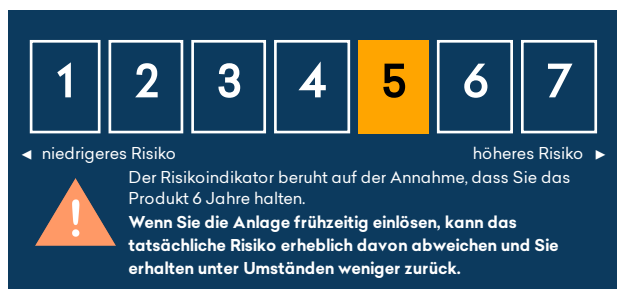 1 2 3 4 5 6 7
◄ niedrigeres Risiko höheres Risiko ►
Der Risikoindikator beruht auf der Annahme, dass Sie das
Produkt 6 Jahre halten.
Wenn Sie die Anlage frühzeitig einlösen, kann das
tatsächliche Risiko erheblich davon abweichen und Sie
erhalten unter Umständen weniger zurück.
!